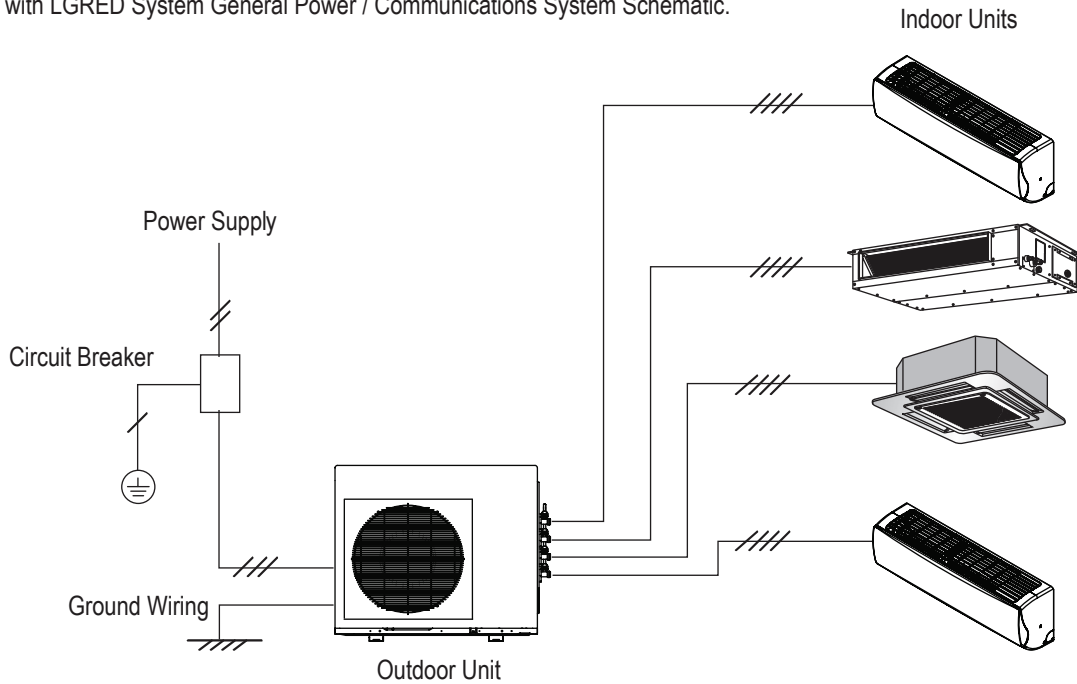 with LGRED System General Power / Communications System Schematic.
Indoor Units
Power Supply
Circuit Breaker
Ground Wiring
Outdoor Unit